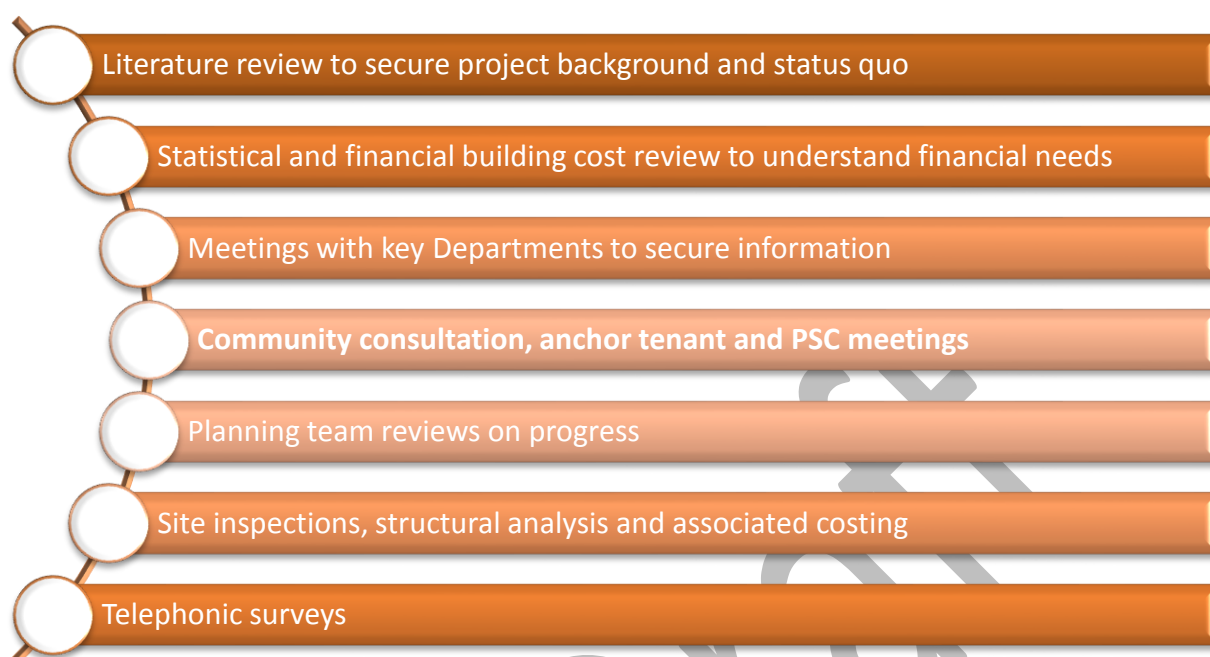 Literature review to secure project background and status quo
Statistical and financial building cost review to understand financial needs
Meetings with key Departments to secure information
Community consultation, anchor tenant and PSC meetings
Planning team reviews on progress
Site inspections, structural analysis and associated costing
Telephonic surveys